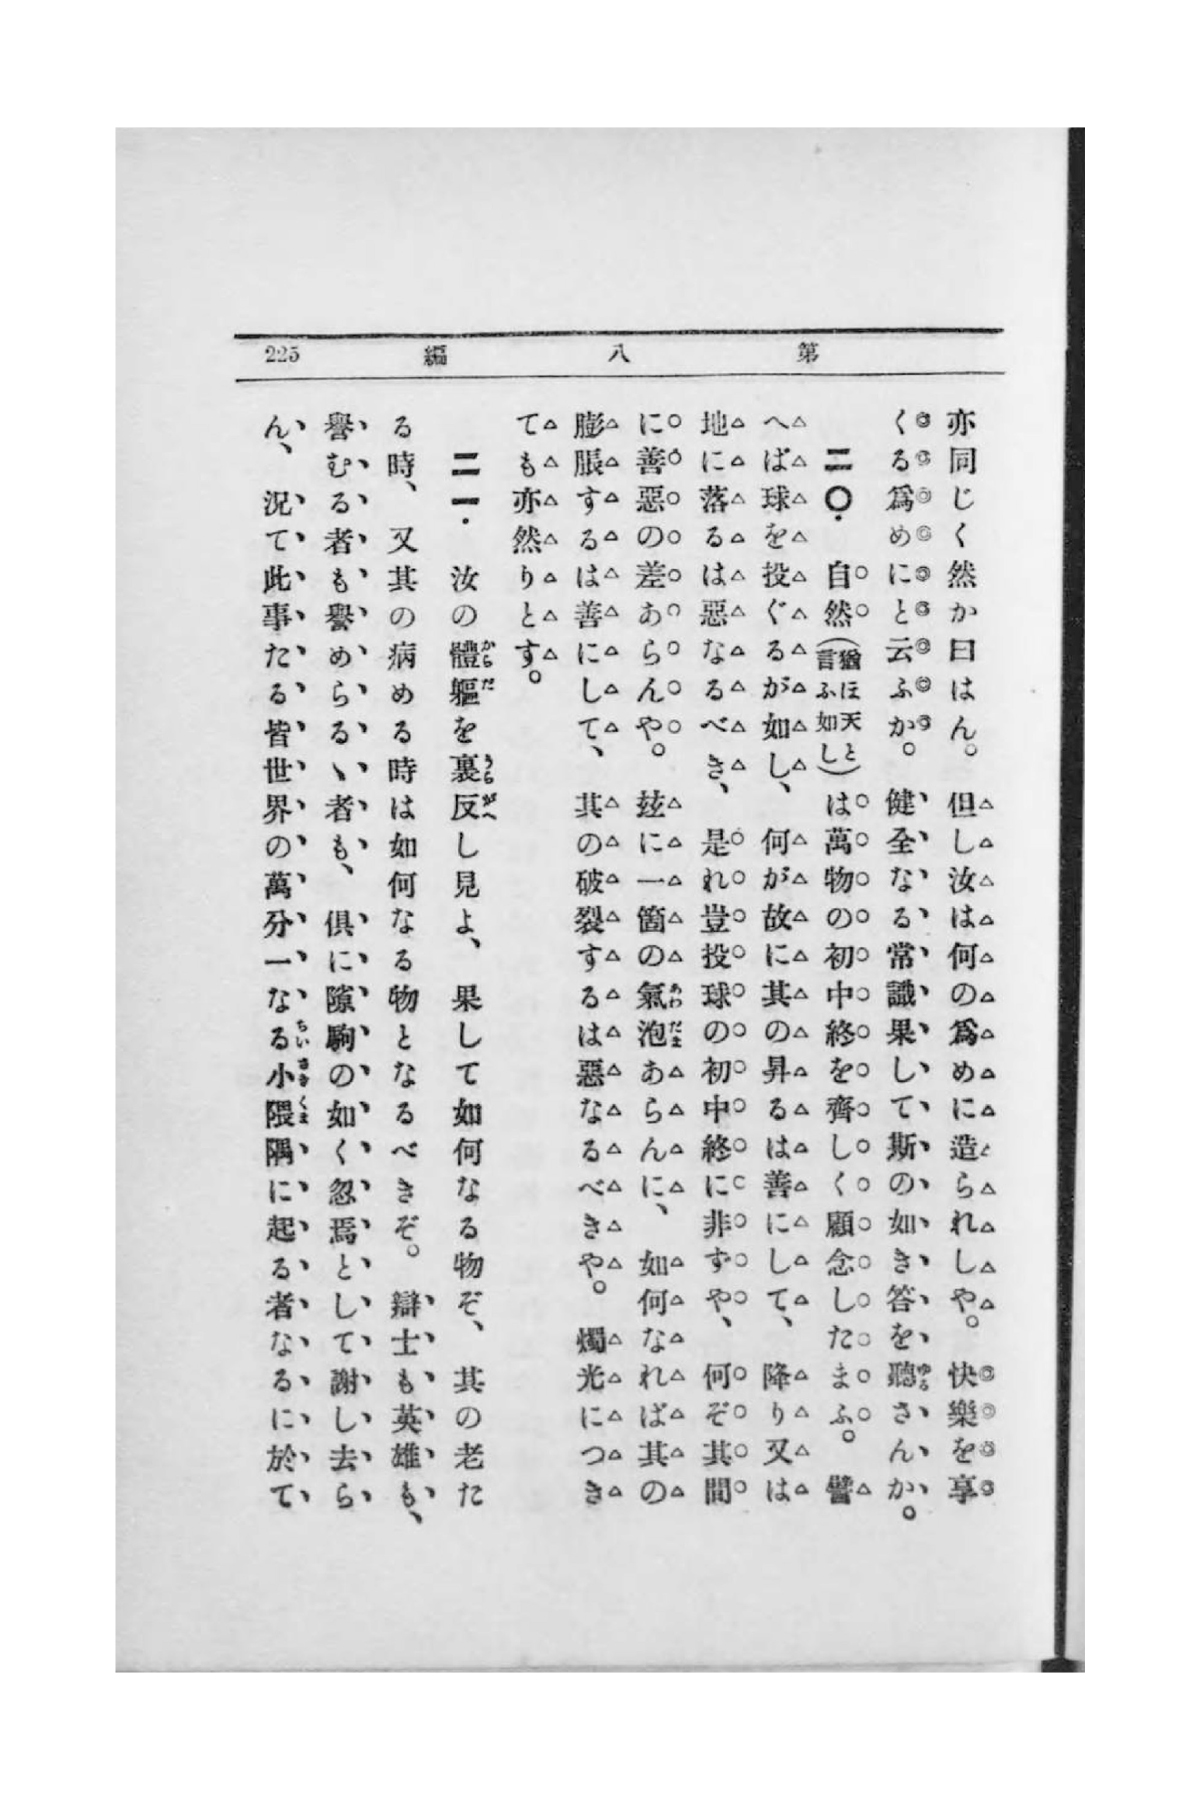 第八編 225
亦同じく然か曰はん。但し汝は何の爲めに造られしや。快樂を享
くる爲めにと云ふか。健全なる常識果して斯の如き答を聽さんか。
二〇. 自然(猶ほ天と言ふ如し)は萬物の初中終を齊しく顧念したまふ。譬
へば球を投ぐるが如し、何が故に其の昇るは善にして、降り又は
地に落るは惡なるべき、是れ豈投球の初中終に非ずや、何ぞ其間
に善惡の差あらんや。玆に一箇の氣泡あらんに、如何なれば其の
膨脹するは善にして、其の破裂するは惡なるべきや。燭光につき
ても亦然りとす。
二一. 汝の體軀を裏反し見よ、果して如何なる物ぞ、其の老た
る時、又其の病める時は如何なる物となるべきぞ。辯士も英雄も、
譽むる者も譽めらるゝ者も、俱に隙駒の如く忽焉として謝し去ら
ん、況て此事たる皆世界の萬分一なる小隈隅に起る者なるに於て